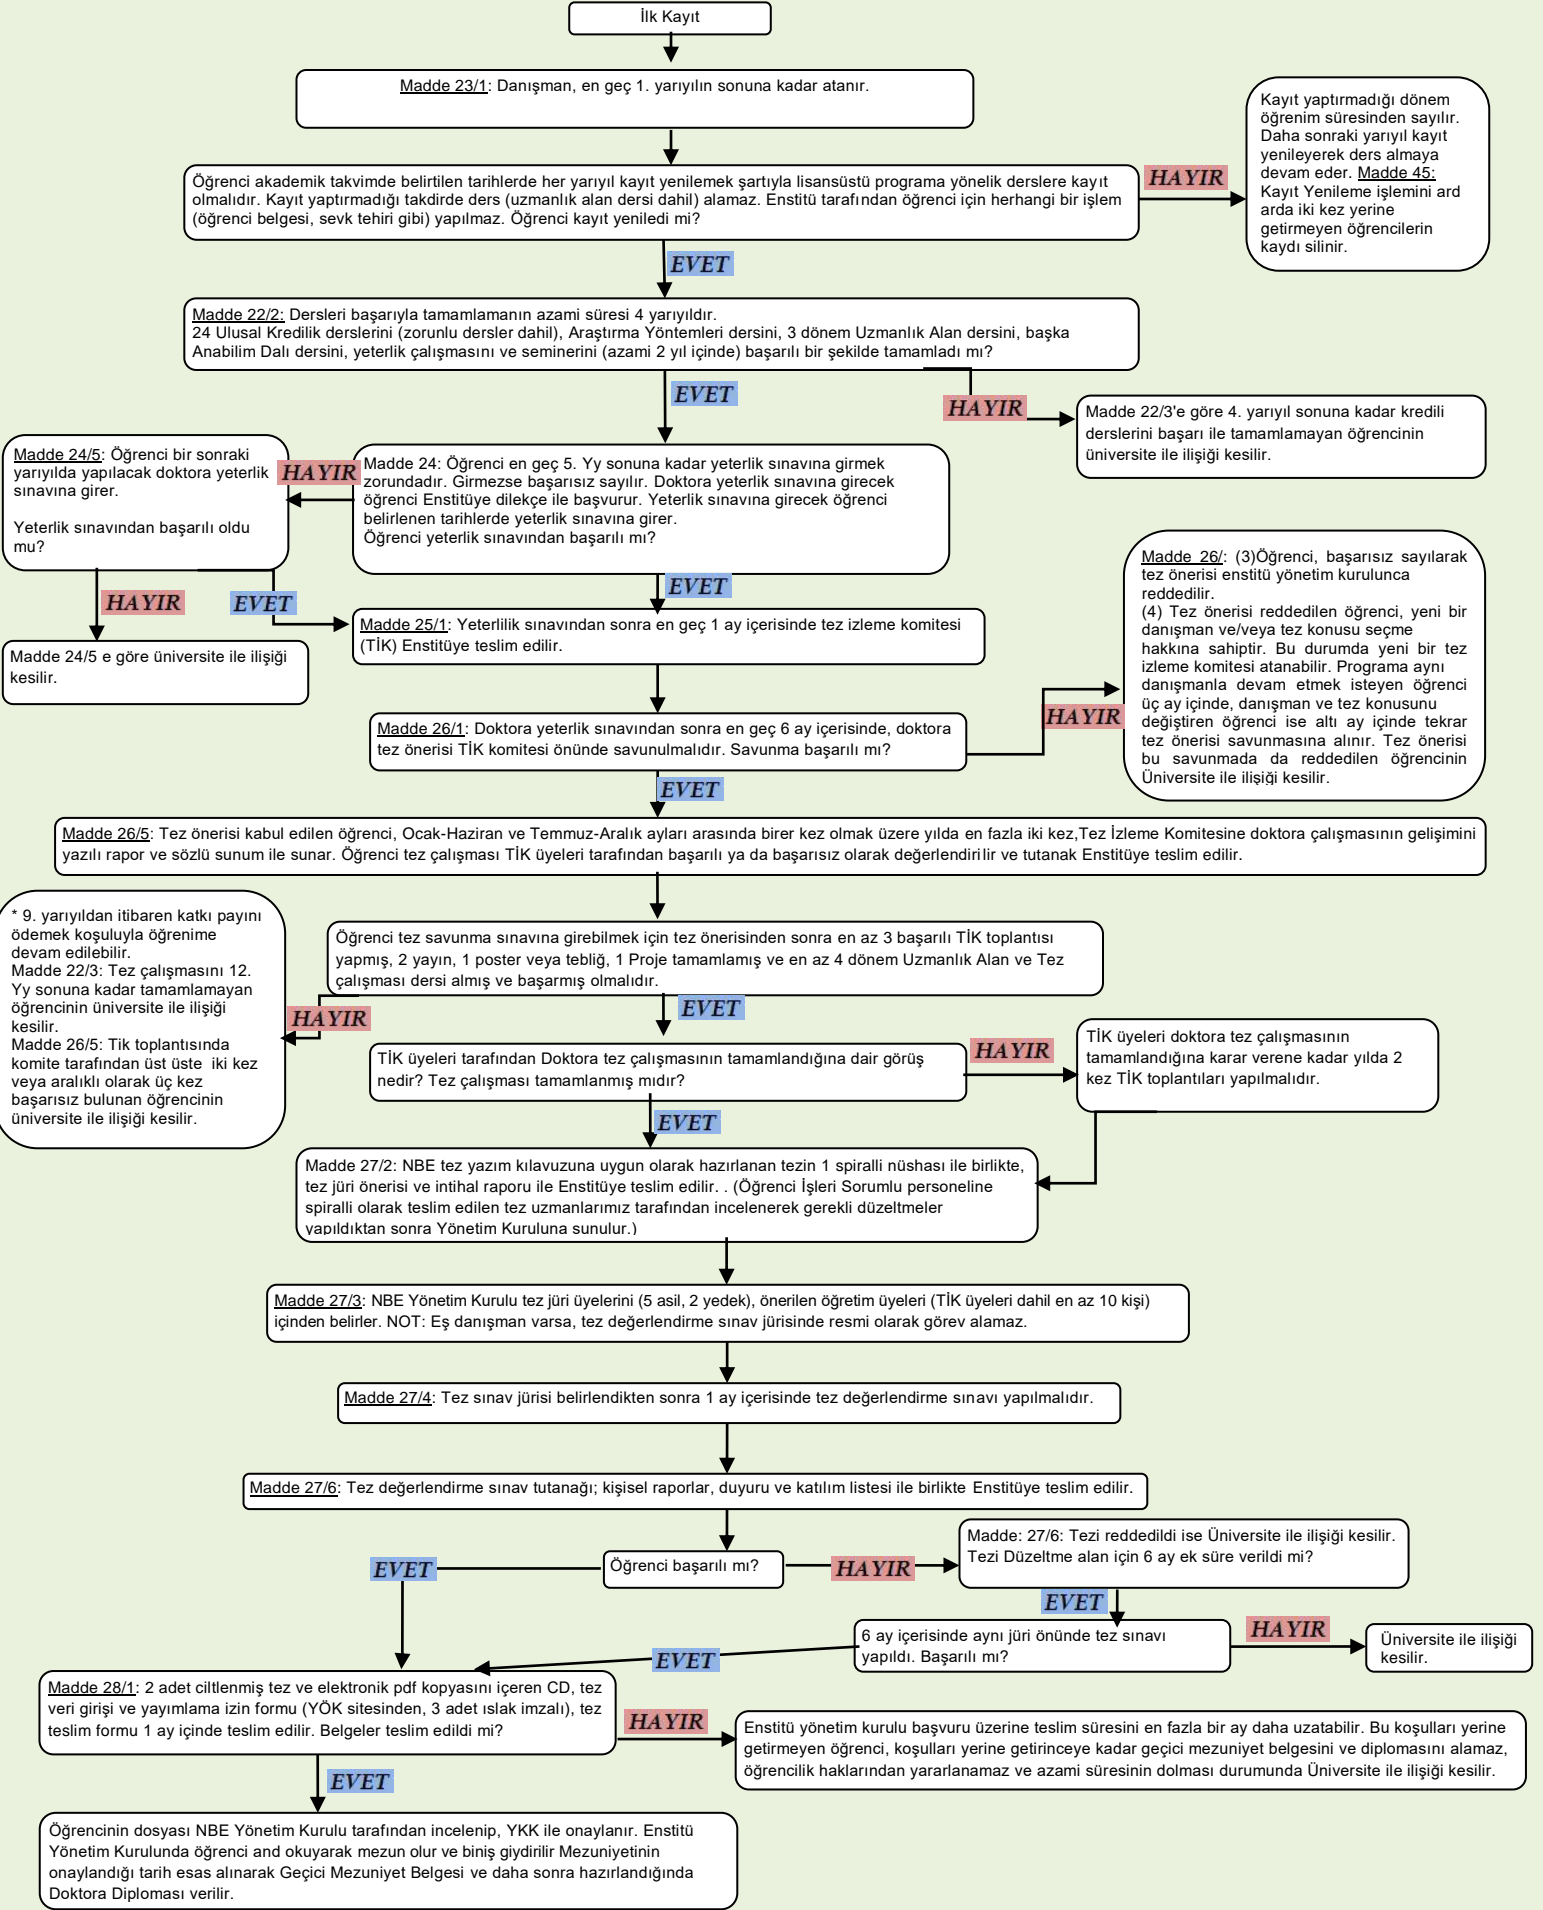 İlk Kayıt
Madde 23/1: Danışman, en geç 1. yarıyılın sonuna kadar atanır.
Kayıt yaptırmadığı dönem
öğrenim süresinden sayılır.
Daha sonraki yarıyıl kayıt
yenileyerek ders almaya
devam eder. Madde 45:
Kayıt Yenileme işlemini ard
arda iki kez yerine
getirmeyen öğrencilerin
kaydı silinir.
HAYIR
Öğrenci akademik takvimde belirtilen tarihlerde her yarıyıl kayıt yenilemek şartıyla lisansüstü programa yönelik derslere kayıt
olmalıdır. Kayıt yaptırmadığı takdirde ders (uzmanlık alan dersi dahil) alamaz. Enstitü tarafından öğrenci için herhangi bir işlem
(öğrenci belgesi, sevk tehiri gibi) yapılmaz. Öğrenci kayıt yeniledi mi?
EVET
Madde 22/2: Dersleri başarıyla tamamlamanın azami süresi 4 yarıyıldır.
24 Ulusal Kredilik derslerini (zorunlu dersler dahil), Araştırma Yöntemleri dersini, 3 dönem Uzmanlık Alan dersini, başka
Anabilim Dalı dersini, yeterlik çalışmasını ve seminerini (azami 2 yıl içinde) başarılı bir şekilde tamamladı mı?
EVET
HAYIR
Madde 22/3'e göre 4. yarıyıl sonuna kadar kredili
derslerini başarı ile tamamlamayan öğrencinin
üniversite ile ilişiği kesilir.
Madde 24/5: Öğrenci bir sonraki
yarıyılda yapılacak doktora yeterlik
sınavına girer.
Yeterlik sınavından başarılı oldu
mu?
HAYIR
Madde 24: Öğrenci en geç 5. Yy sonuna kadar yeterlik sınavına girmek
zorundadır. Girmezse başarısız sayılır. Doktora yeterlik sınavına girecek
öğrenci Enstitüye dilekçe ile başvurur. Yeterlik sınavına girecek öğrenci
belirlenen tarihlerde yeterlik sınavına girer.
Öğrenci yeterlik sınavından başarılı mı?
HAYIR
EVET
EVET
Madde 24/5 e göre üniversite ile ilişiği
kesilir.
Madde 25/1: Yeterlilik sınavından sonra en geç 1 ay içerisinde tez izleme komitesi
(TİK) Enstitüye teslim edilir.
Madde 26/: (3)Öğrenci, başarısız sayılarak
tez önerisi enstitü yönetim kurulunca
reddedilir.
(4) Tez önerisi reddedilen öğrenci, yeni bir
danışman ve/veya tez konusu seçme
hakkına sahiptir. Bu durumda yeni bir tez
izleme komitesi atanabilir. Programa aynı
danışmanla devam etmek isteyen öğrenci
üç ay içinde, danışman ve tez konusunu
değiştiren öğrenci ise altı ay içinde tekrar
tez önerisi savunmasına alınır. Tez önerisi
bu savunmada da reddedilen öğrencinin
Üniversite ile ilişiği kesilir.
HAYIR
Madde 26/1: Doktora yeterlik sınavından sonra en geç 6 ay içerisinde, doktora
tez önerisi TİK komitesi önünde savunulmalıdır. Savunma başarılı mı?
EVET
Madde 26/5: Tez önerisi kabul edilen öğrenci, Ocak-Haziran ve Temmuz-Aralık ayları arasında birer kez olmak üzere yılda en fazla iki kez,Tez İzleme Komitesine doktora çalışmasının gelişimini
yazılı rapor ve sözlü sunum ile sunar. Öğrenci tez çalışması TİK üyeleri tarafından başarılı ya da başarısız olarak değerlendirilir ve tutanak Enstitüye teslim edilir.
* 9. yarıyıldan itibaren katkı payını
ödemek koşuluyla öğrenime
devam edilebilir.
Madde 22/3: Tez çalışmasını 12.
Yy sonuna kadar tamamlamayan
öğrencinin üniversite ile ilişiği
kesilir.
Madde 26/5: Tik toplantısında
komite tarafından üst üste iki kez
veya aralıklı olarak üç kez
başarısız bulunan öğrencinin
üniversite ile ilişiği kesilir.
Öğrenci tez savunma sınavına girebilmek için tez önerisinden sonra en az 3 başarılı TİK toplantısı
yapmış, 2 yayın, 1 poster veya tebliğ, 1 Proje tamamlamış ve en az 4 dönem Uzmanlık Alan ve Tez
çalışması dersi almış ve başarmış olmalıdır.
HAYIR
EVET
TİK üyeleri tarafından Doktora tez çalışmasının tamamlandığına dair görüş
nedir? Tez çalışması tamamlanmış mıdır?
HAYIR
TİK üyeleri doktora tez çalışmasının
tamamlandığına karar verene kadar yılda 2
kez TİK toplantıları yapılmalıdır.
EVET
Madde 27/2: NBE tez yazım kılavuzuna uygun olarak hazırlanan tezin 1 spiralli nüshası ile birlikte,
tez jüri önerisi ve intihal raporu ile Enstitüye teslim edilir. . (Öğrenci İşleri Sorumlu personeline
spiralli olarak teslim edilen tez uzmanlarımız tarafından incelenerek gerekli düzeltmeler
yapıldıktan sonra Yönetim Kuruluna sunulur.)
Madde 27/3: NBE Yönetim Kurulu tez jüri üyelerini (5 asil, 2 yedek), önerilen öğretim üyeleri (TİK üyeleri dahil en az 10 kişi)
içinden belirler. NOT: Eş danışman varsa, tez değerlendirme sınav jürisinde resmi olarak görev alamaz.
Madde 27/4: Tez sınav jürisi belirlendikten sonra 1 ay içerisinde tez değerlendirme sınavı yapılmalıdır.
Madde 27/6: Tez değerlendirme sınav tutanağı; kişisel raporlar, duyuru ve katılım listesi ile birlikte Enstitüye teslim edilir.
EVET
Öğrenci başarılı mı?
HAYIR
Madde: 27/6: Tezi reddedildi ise Üniversite ile ilişiği kesilir.
Tezi Düzeltme alan için 6 ay ek süre verildi mi?
EVET
6 ay içerisinde aynı jüri önünde tez sınavı
yapıldı. Başarılı mı?
HAYIR
Üniversite ile ilişiği
kesilir.
EVET
Madde 28/1: 2 adet ciltlenmiş tez ve elektronik pdf kopyasını içeren CD, tez
veri girişi ve yayımlama izin formu (YÖK sitesinden, 3 adet ıslak imzalı), tez
teslim formu 1 ay içinde teslim edilir. Belgeler teslim edildi mi?
HAYIR
Enstitü yönetim kurulu başvuru üzerine teslim süresini en fazla bir ay daha uzatabilir. Bu koşulları yerine
getirmeyen öğrenci, koşulları yerine getirinceye kadar geçici mezuniyet belgesini ve diplomasını alamaz,
öğrencilik haklarından yararlanamaz ve azami süresinin dolması durumunda Üniversite ile ilişiği kesilir.
EVET
Öğrencinin dosyası NBE Yönetim Kurulu tarafından incelenip, YKK ile onaylanır. Enstitü
Yönetim Kurulunda öğrenci and okuyarak mezun olur ve biniş giydirilir Mezuniyetinin
onaylandığı tarih esas alınarak Geçici Mezuniyet Belgesi ve daha sonra hazırlandığında
Doktora Diploması verilir.